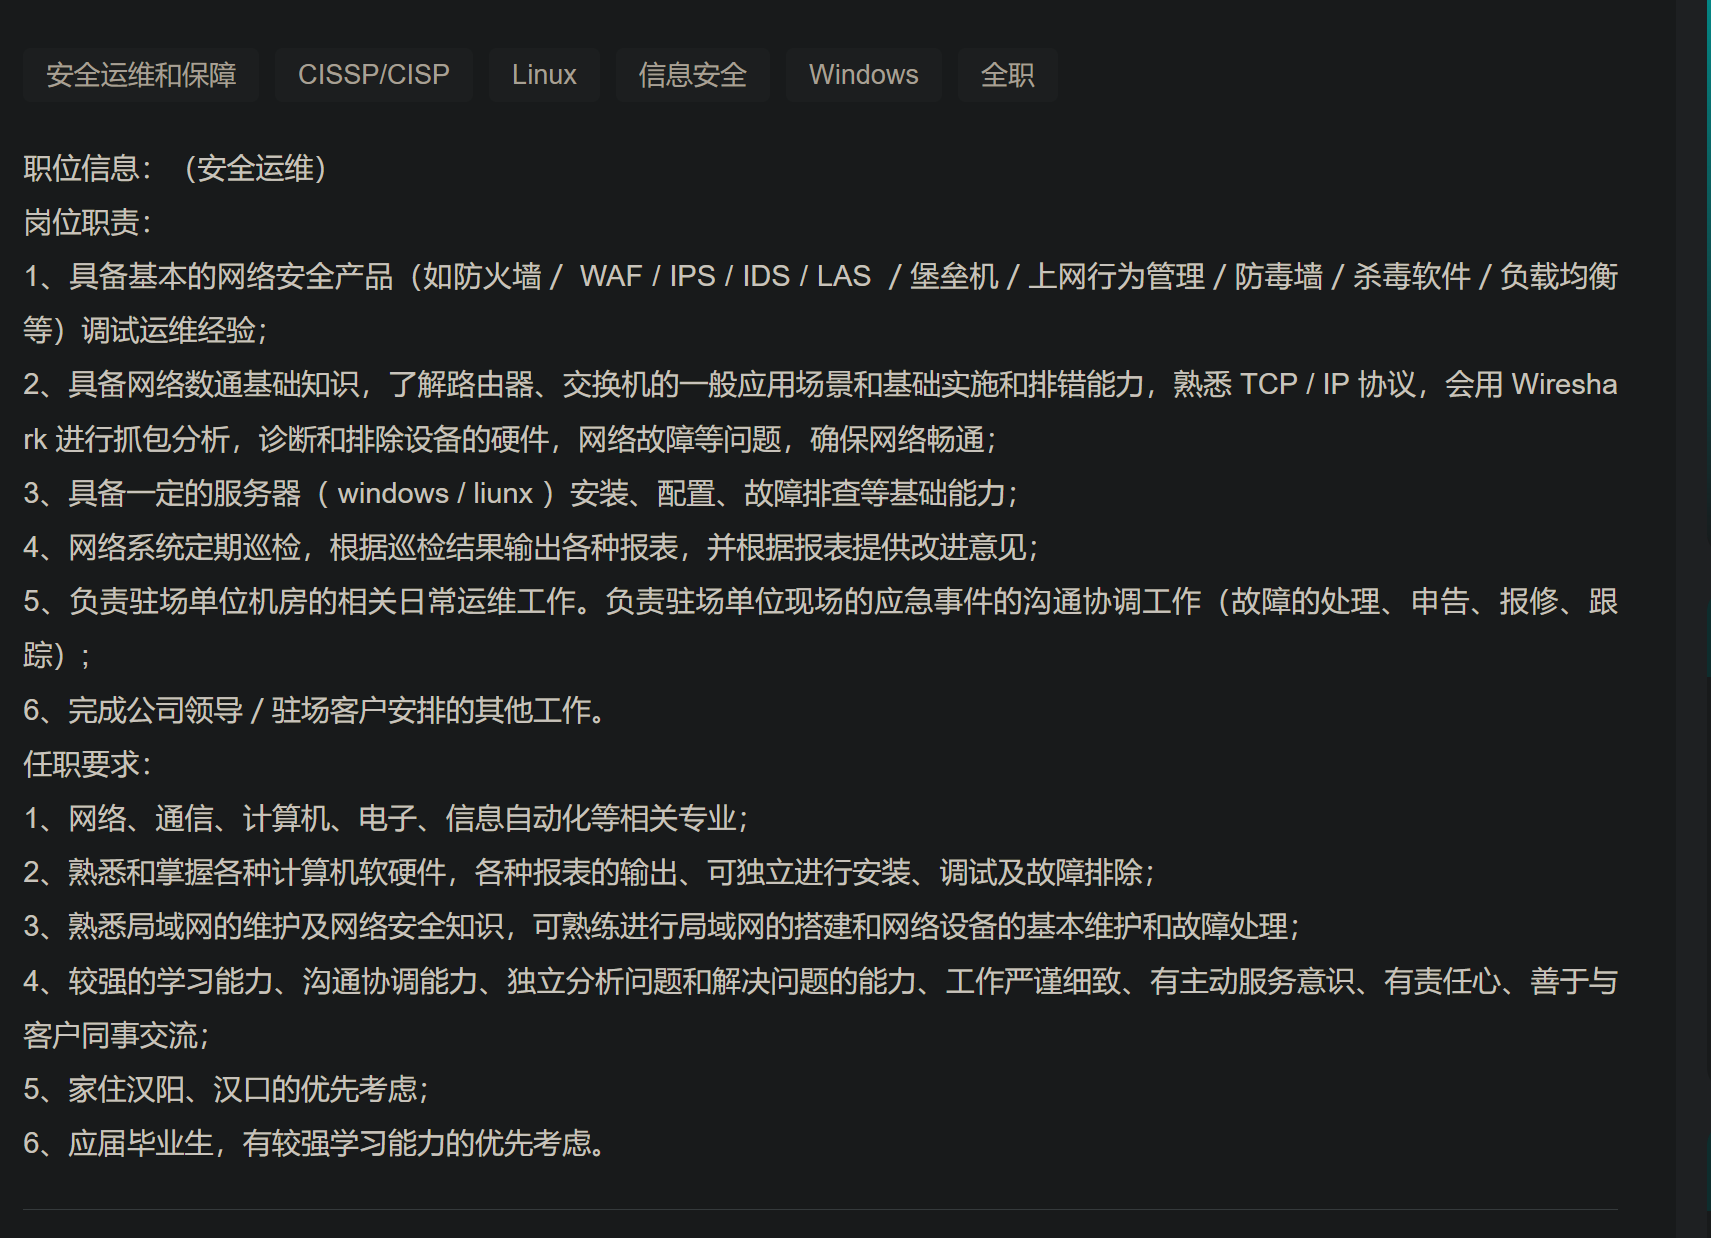 安全运维和保障 CISSP/CISP Linux 信息安全 Windows 全职
职位信息：（安全运维）
岗位职责：
1、具备基本的网络安全产品（如防火墙 / WAF / IPS / IDS / LAS / 堡垒机 / 上网行为管理 / 防毒墙 / 杀毒软件 / 负载均衡
等）调试运维经验；
2、具备网络数通基础知识，了解路由器、交换机的一般应用场景和基础实施和排错能力，熟悉 TCP / IP 协议，会用 Wiresha
rk 进行抓包分析，诊断和排除设备的硬件，网络故障等问题，确保网络畅通；
3、具备一定的服务器（ windows / liunx ）安装、配置、故障排查等基础能力；
4、网络系统定期巡检，根据巡检结果输出各种报表，并根据报表提供改进意见；
5、负责驻场单位机房的相关日常运维工作。负责驻场单位现场的应急事件的沟通协调工作（故障的处理、申告、报修、跟
踪）；
6、完成公司领导 / 驻场客户安排的其他工作。
任职要求：
1、网络、通信、计算机、电子、信息自动化等相关专业；
2、熟悉和掌握各种计算机软硬件，各种报表的输出、可独立进行安装、调试及故障排除；
3、熟悉局域网的维护及网络安全知识，可熟练进行局域网的搭建和网络设备的基本维护和故障处理；
4、较强的学习能力、沟通协调能力、独立分析问题和解决问题的能力、工作严谨细致、有主动服务意识、有责任心、善于与
客户同事交流；
5、家住汉阳、汉口的优先考虑；
6、应届毕业生，有较强学习能力的优先考虑。